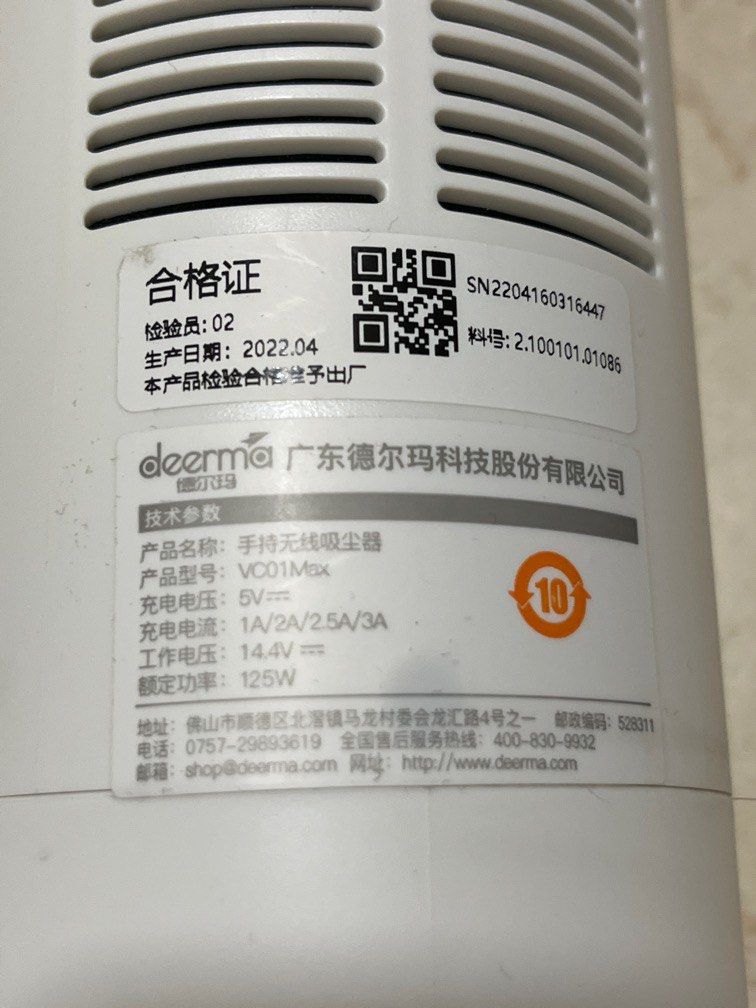 合格证
检验员: 02
生产日期: 2022.04
本产品检验合格准予出厂
SN2204160316447
料号: 2.100101.01086
deerma 广东德尔玛科技股份有限公司
德尔玛
技术参数
产品名称: 手持无线吸尘器
产品型号: VC01Max
充电电压: 5V⎓
充电电流: 1A/2A/2.5A/3A
工作电压: 14.4V⎓
额定功率: 125W
10
地址: 佛山市顺德区北滘镇马龙村委会龙汇路4号之一 邮政编码: 528311
电话: 0757-29893619 全国售后服务热线: 400-830-9932
邮箱: shop@deerma.com 网址: http://www.deerma.com